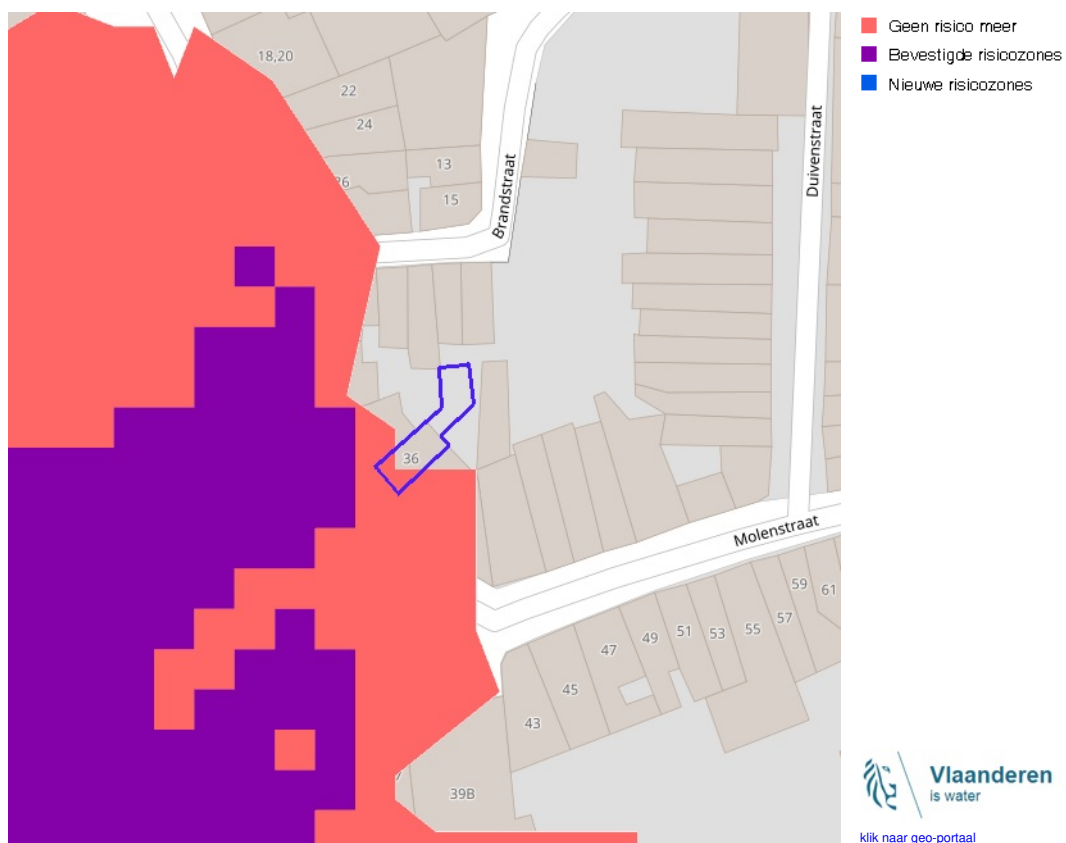 Geen risico meer
Bevestigde risicozones
Nieuwe risicozones
18,20
22
24
26
13
15
Brandstraat
Duivenstraat
36
Molenstraat
59
61
57
55
53
51
49
47
45
43
39B
Vlaanderen
is water
klik naar geo-portaal